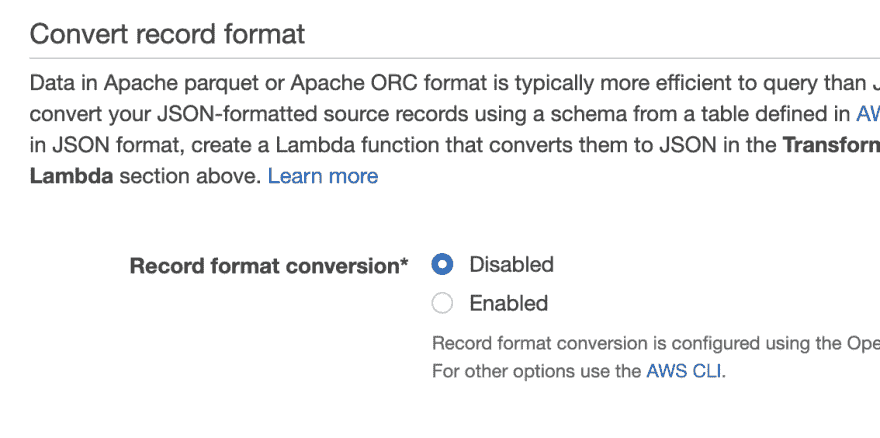 Convert record format
Data in Apache parquet or Apache ORC format is typically more efficient to query than
convert your JSON-formatted source records using a schema from a table defined in
in JSON format, create a Lambda function that converts them to JSON in the
Lambda section above. Learn more
Record format conversion*
Disabled
Enabled
Record format conversion is configured using the
For other options use the AWS CLI.